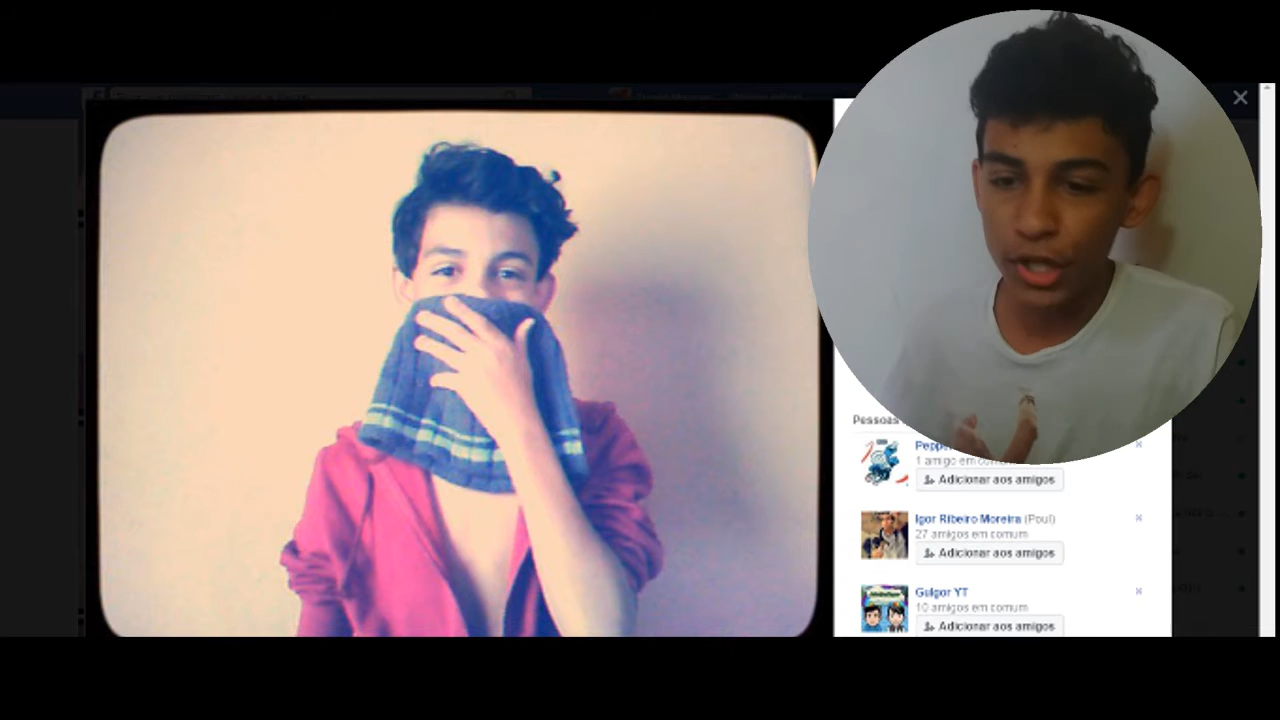 Pessoas
Peppe
1 amigo em comum
Adicionar aos amigos
Igor Ribeiro Moreira (Poul)
27 amigos em comum
Adicionar aos amigos
Gulgor YT
10 amigos em comum
Adicionar aos amigos